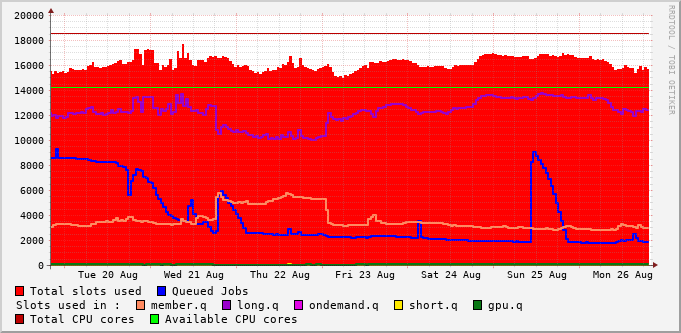 20000
18000
16000
14000
12000
10000
8000
6000
4000
2000
0
Tue 20 Aug Wed 21 Aug Thu 22 Aug Fri 23 Aug Sat 24 Aug Sun 25 Aug Mon 26 Aug
Total slots used Queued Jobs
Slots used in : member.q long.q ondemand.q short.q gpu.q
Total CPU cores Available CPU cores
RRDTOOL / TOBI OETIKER